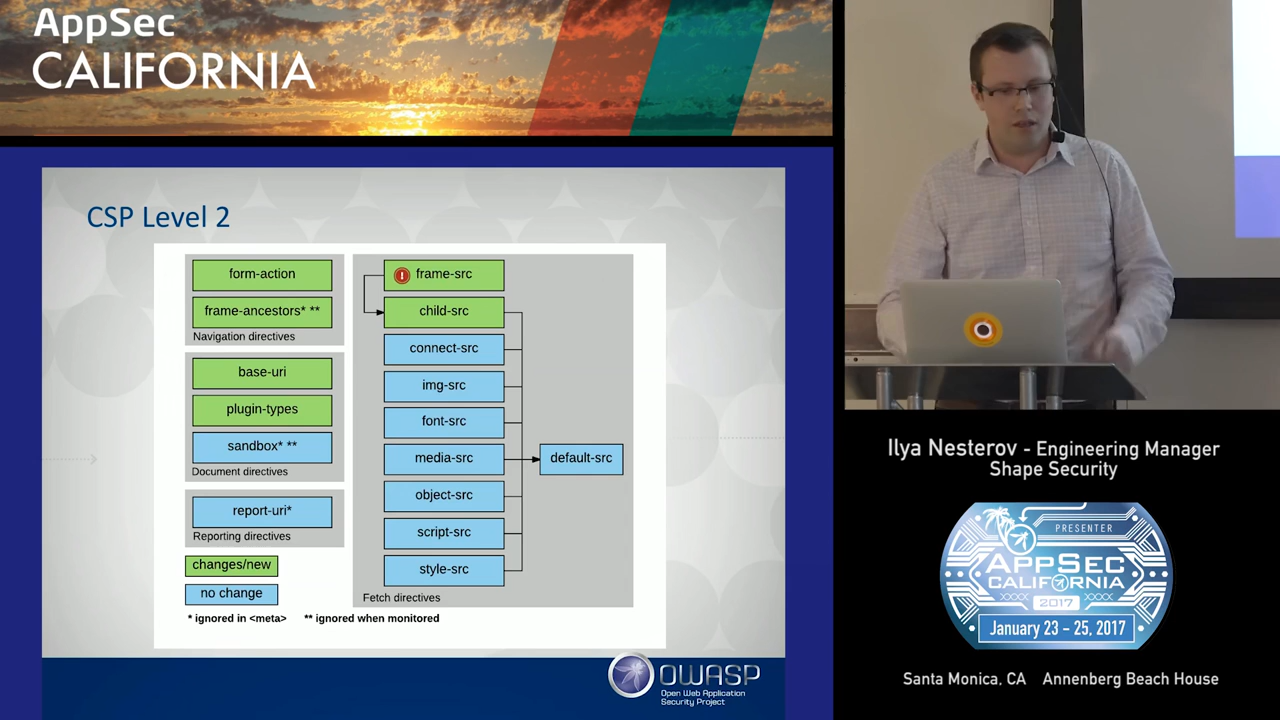 AppSec
CALIFORNIA
CSP Level 2
form-action
frame-ancestors* **
Navigation directives
base-uri
plugin-types
sandbox* **
Document directives
report-uri*
Reporting directives
changes/new
no change
frame-src
child-src
connect-src
img-src
font-src
media-src
object-src
script-src
style-src
default-src
Fetch directives
* ignored in <meta> ** ignored when monitored
OWASP
Open Web Application
Security Project
Ilya Nesterov - Engineering Manager
Shape Security
PRESENTER
APPSEC
CALIFORNIA
2017
January 23 – 25, 2017
Santa Monica, CA Annenberg Beach House